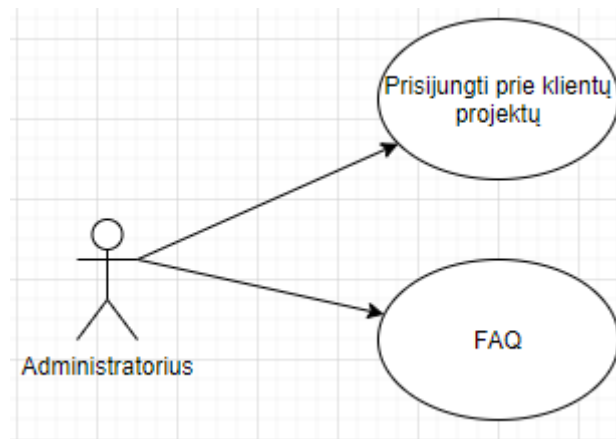 Prisijungti prie klientų
projektų
Administratorius
FAQ